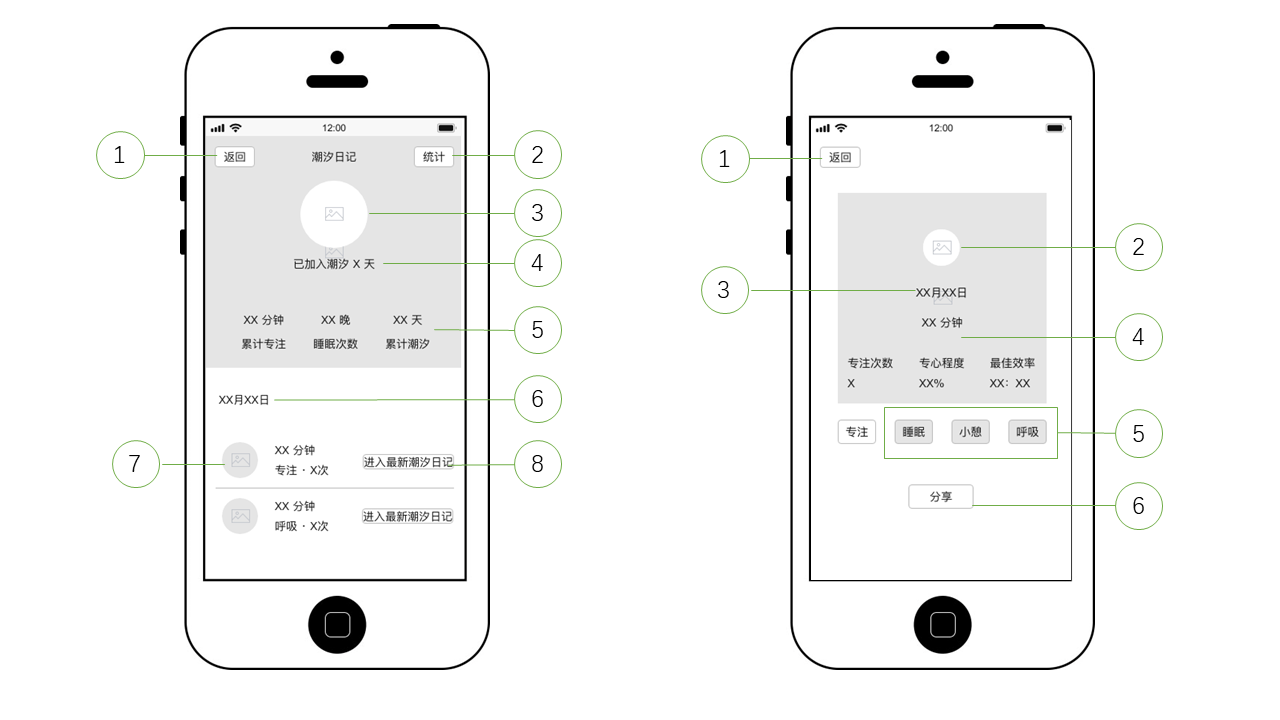 12:00
1
返回
潮汐日记
统计
2
3
已加入潮汐 X 天
4
XX 分钟
XX 晚
XX 天
累计专注
睡眠次数
累计潮汐
5
XX月XX日
6
7
XX 分钟
专注 · X次
进入最新潮汐日记
8
XX 分钟
呼吸 · X次
进入最新潮汐日记
12:00
1
返回
2
3
XX月XX日
XX 分钟
4
专注次数
专心程度
最佳效率
X
XX%
XX：XX
专注
睡眠
小憩
呼吸
5
分享
6